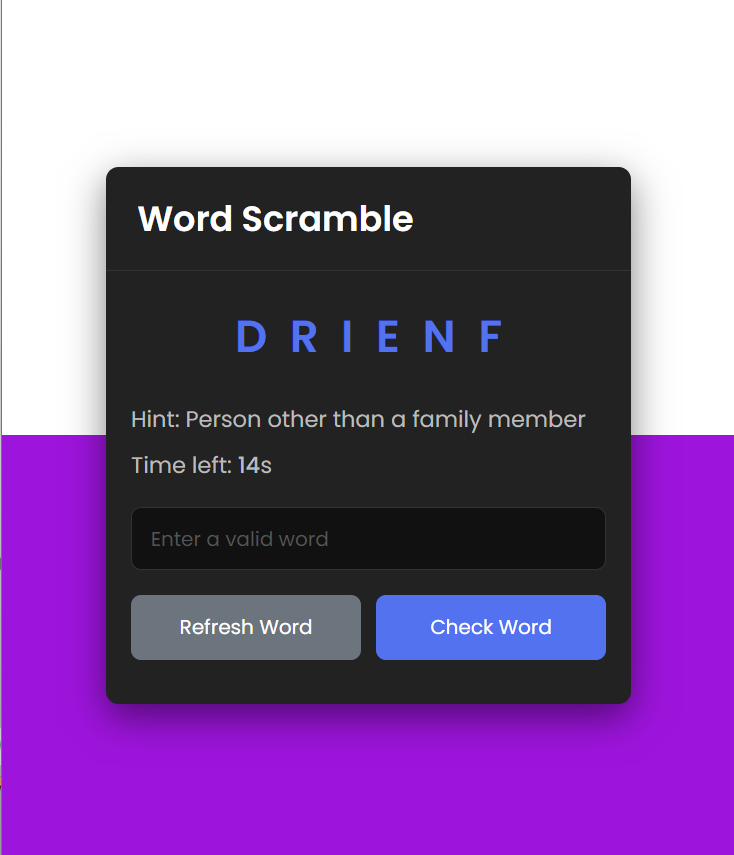 Word Scramble
D R I E N F
Hint: Person other than a family member
Time left: 14s
Enter a valid word
Refresh Word Check Word